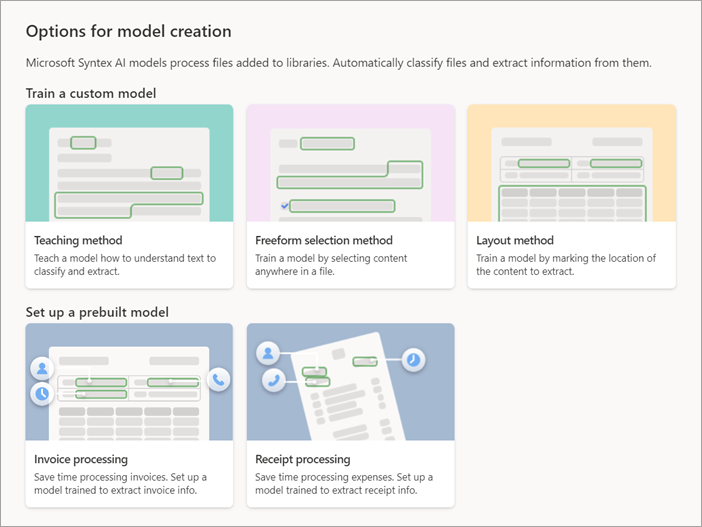 Options for model creation
Microsoft Syntex AI models process files added to libraries. Automatically classify files and extract information from them.
Train a custom model
Teaching method
Teach a model how to understand text to
classify and extract.
Freeform selection method
Train a model by selecting content
anywhere in a file.
Layout method
Train a model by marking the location of
the content to extract.
Set up a prebuilt model
Invoice processing
Save time processing invoices. Set up a
model trained to extract invoice info.
Receipt processing
Save time processing expenses. Set up a
model trained to extract receipt info.